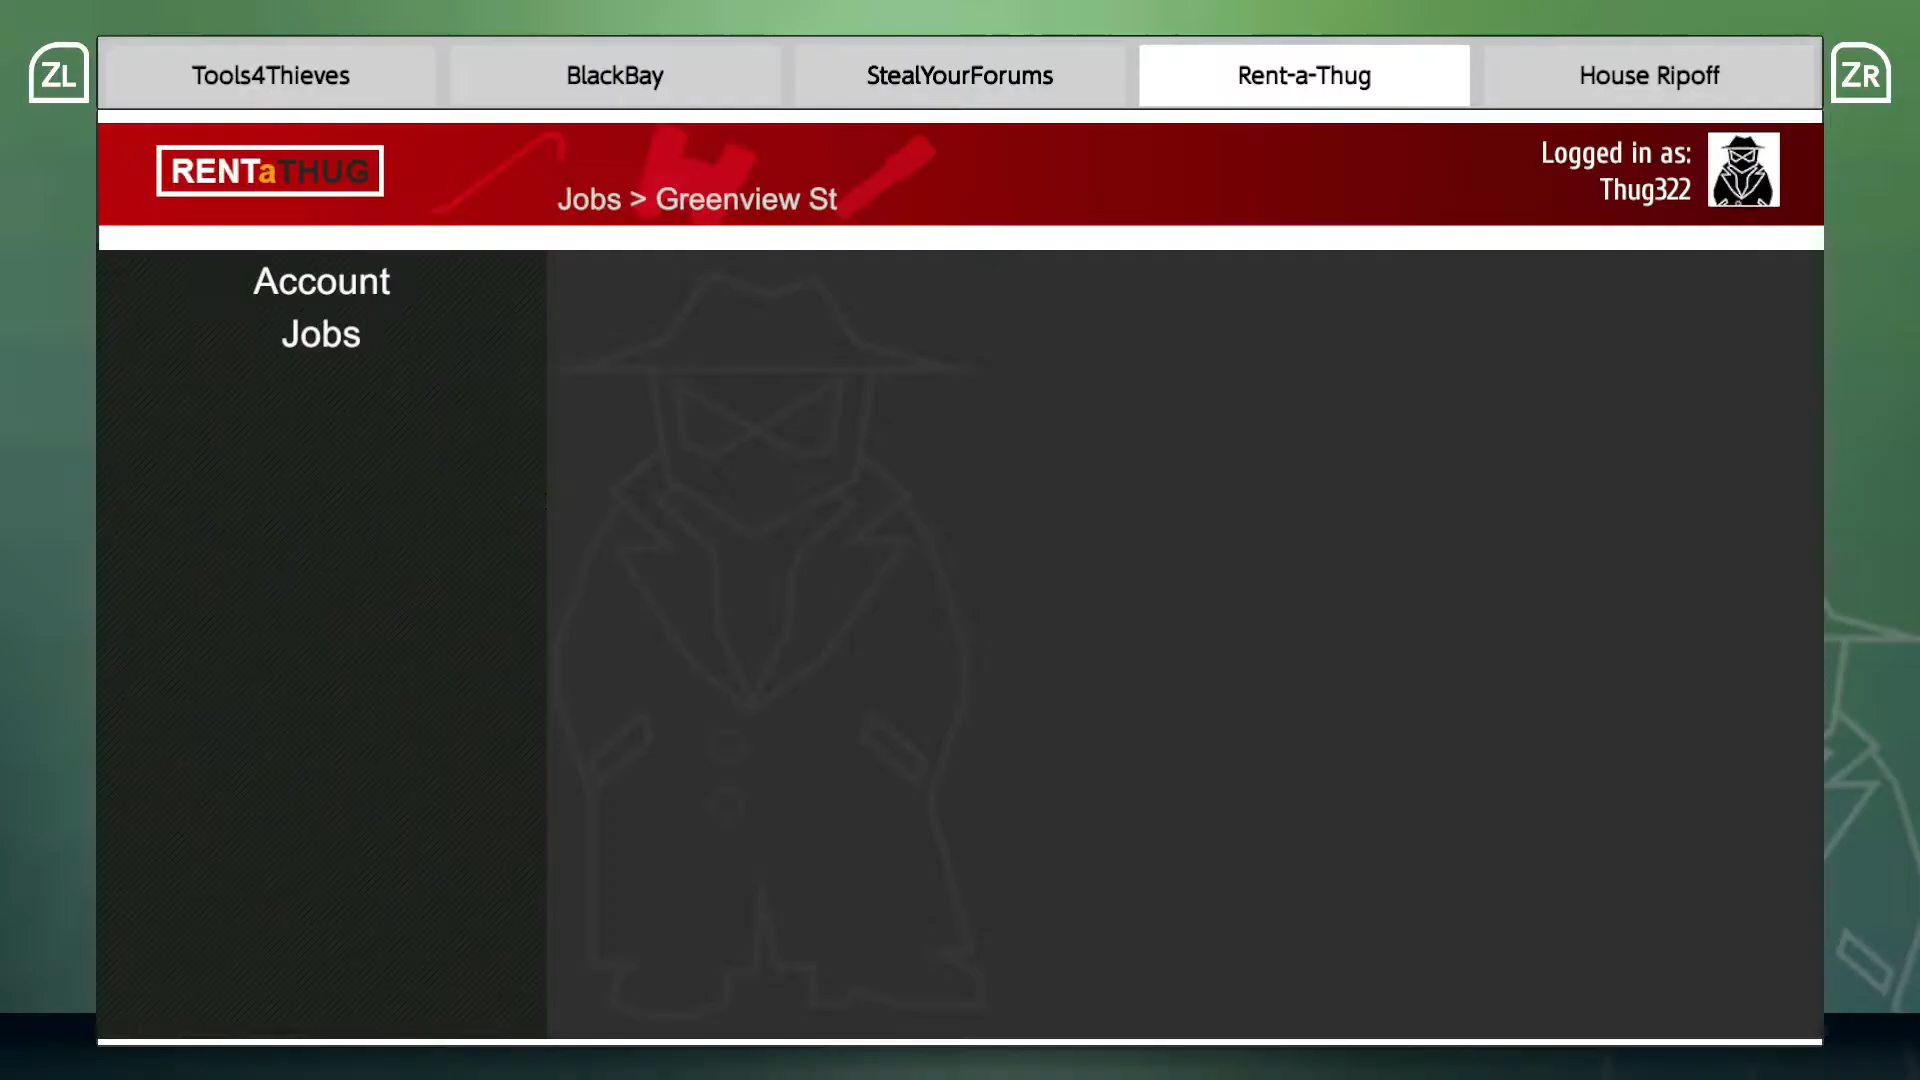 ZL
Tools4Thieves
BlackBay
StealYourForums
Rent-a-Thug
House Ripoff
ZR
RENTaTHUG
Jobs > Greenview St
Logged in as:
Thug322
Account
Jobs